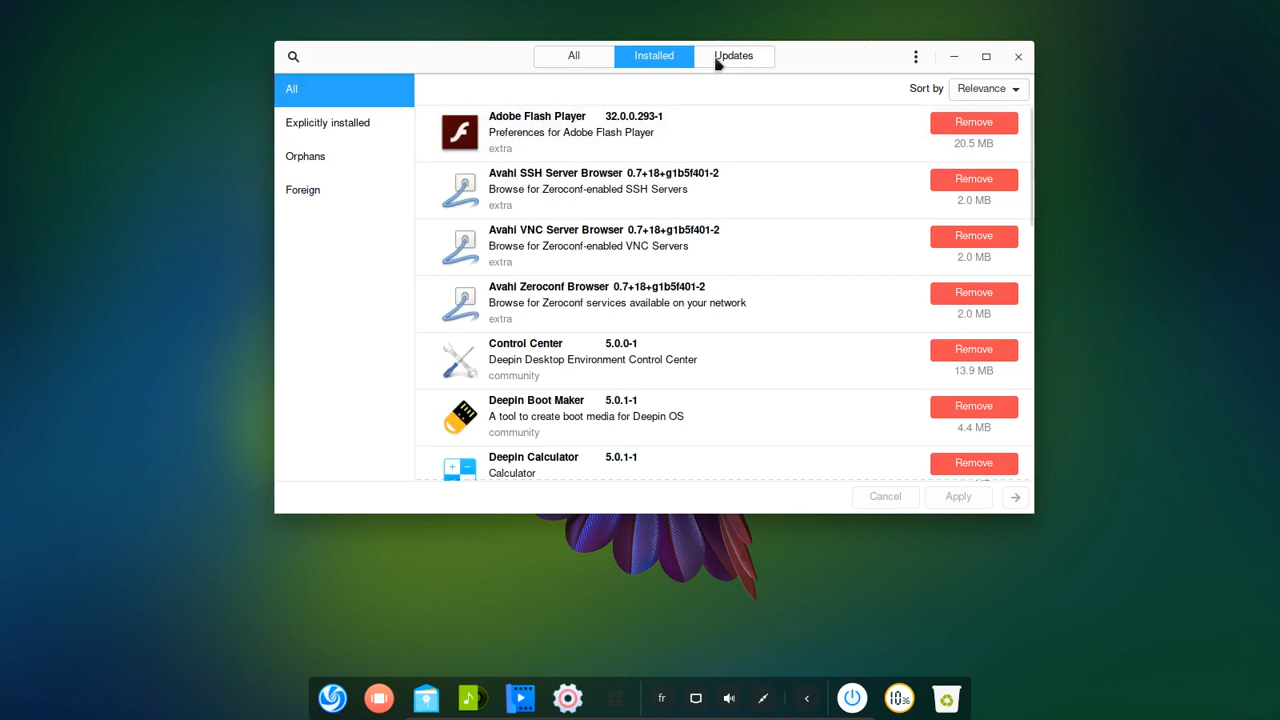 All
Installed
Updates
All
Explicitly installed
Orphans
Foreign
Sort by Relevance
Adobe Flash Player 32.0.0.293-1
Preferences for Adobe Flash Player
extra
Remove
20.5 MB
Avahi SSH Server Browser 0.7+18+g1b5f401-2
Browse for Zeroconf-enabled SSH Servers
extra
Remove
2.0 MB
Avahi VNC Server Browser 0.7+18+g1b5f401-2
Browse for Zeroconf-enabled VNC Servers
extra
Remove
2.0 MB
Avahi Zeroconf Browser 0.7+18+g1b5f401-2
Browse for Zeroconf services available on your network
extra
Remove
2.0 MB
Control Center 5.0.0-1
Deepin Desktop Environment Control Center
community
Remove
13.9 MB
Deepin Boot Maker 5.0.1-1
A tool to create boot media for Deepin OS
community
Remove
4.4 MB
Deepin Calculator 5.0.1-1
Calculator
Remove
Cancel
Apply
fr
10 36